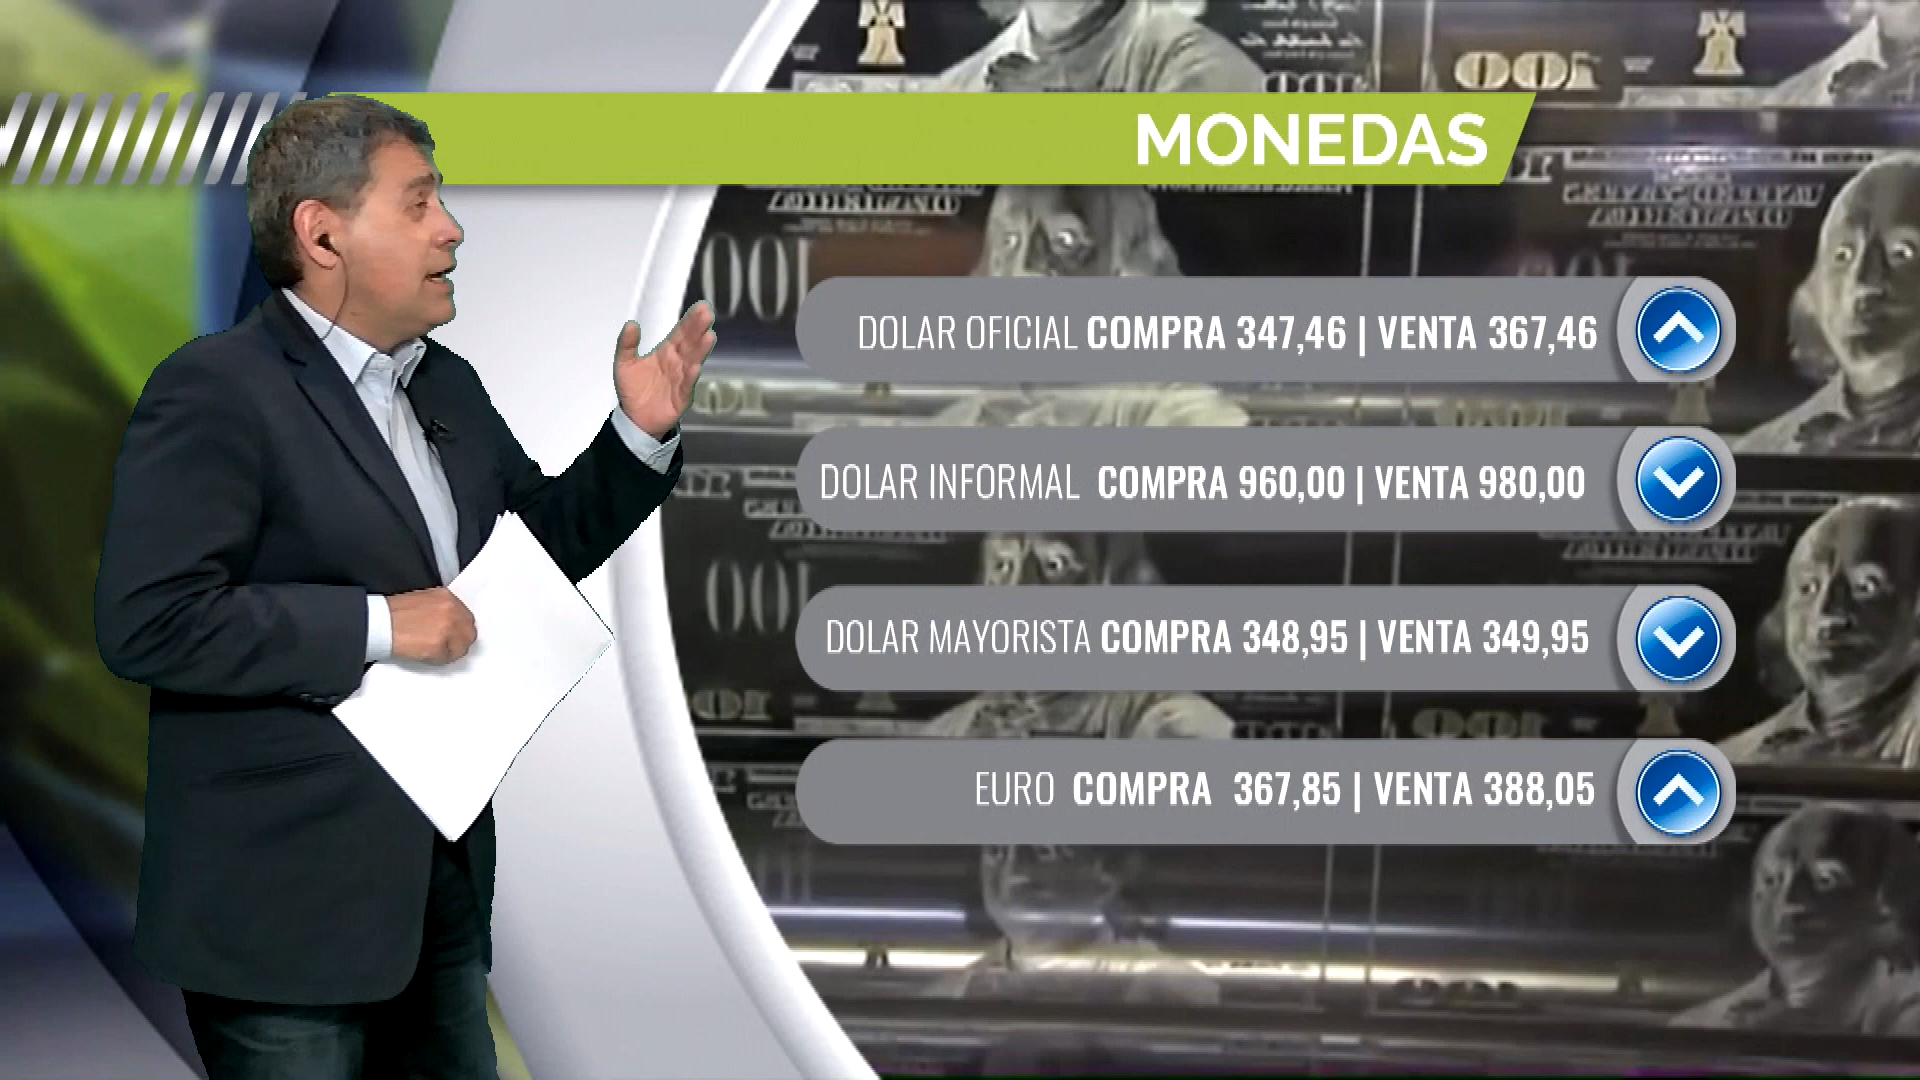 MONEDAS
DOLAR OFICIAL COMPRA 347,46 | VENTA 367,46
DOLAR INFORMAL COMPRA 960,00 | VENTA 980,00
DOLAR MAYORISTA COMPRA 348,95 | VENTA 349,95
EURO COMPRA 367,85 | VENTA 388,05